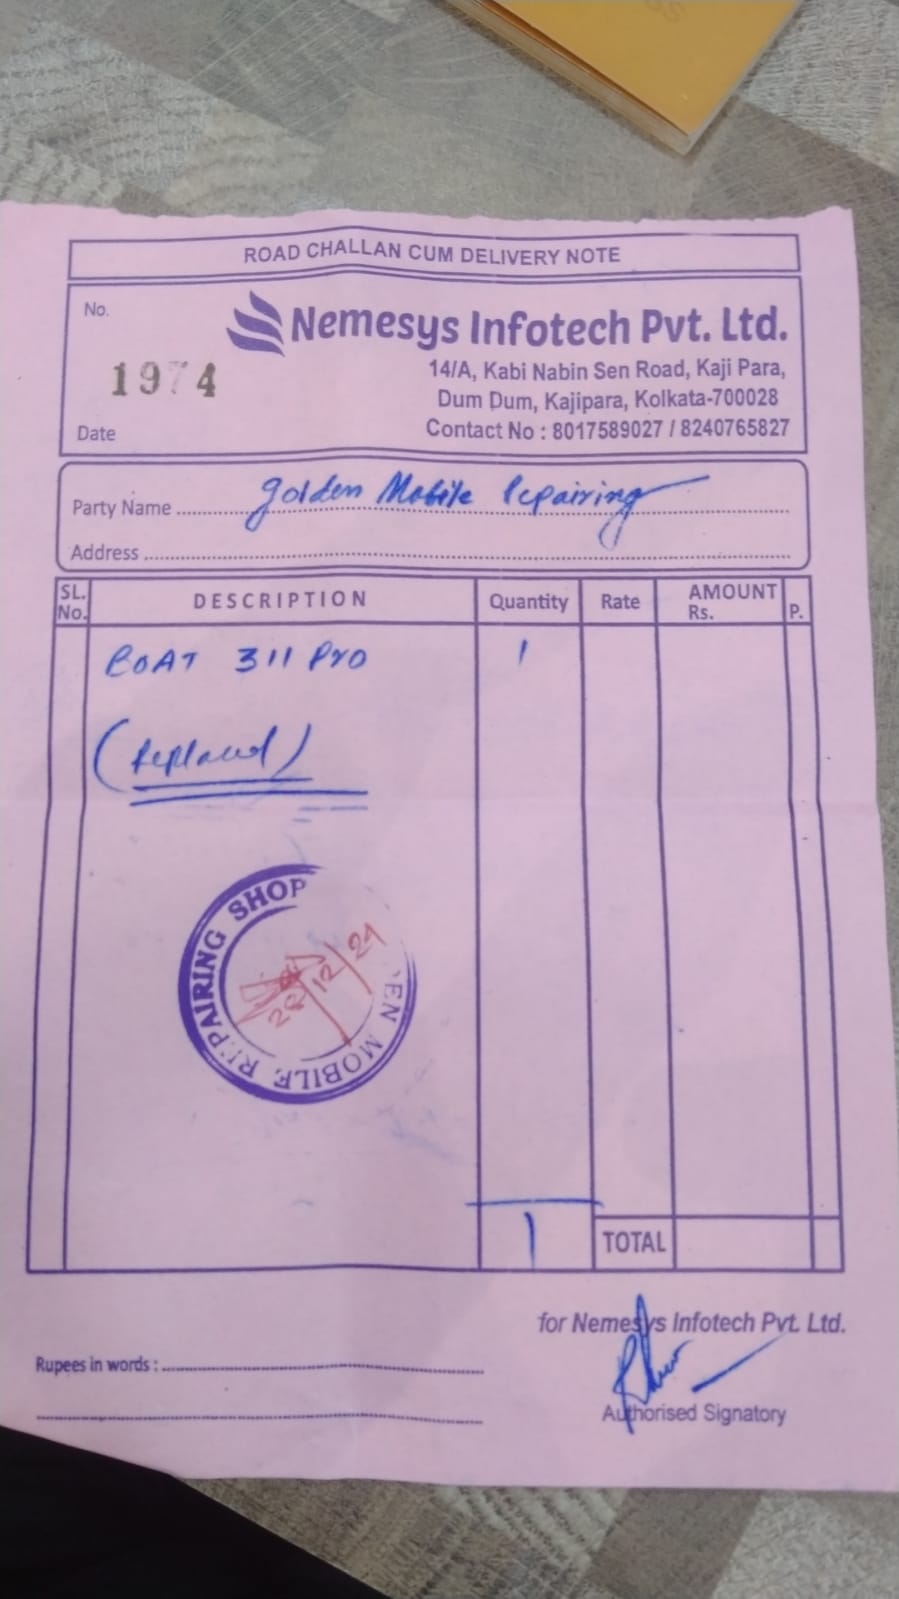 ROAD CHALLAN CUM DELIVERY NOTE
No.
1974
Nemesys Infotech Pvt. Ltd.
14/A, Kabi Nabin Sen Road, Kaji Para,
Dum Dum, Kajipara, Kolkata-700028
Date
Contact No : 8017589027 / 8240765827
Party Name Golden Mobile Repairing
Address
SL. No. DESCRIPTION Quantity Rate AMOUNT Rs. P.
BOAT 311 Pro 1
(Replaced)
EN MOBILE REPAIRING SHOP
/12/24
1 TOTAL
for Nemesys Infotech Pvt. Ltd.
Rupees in words :
Authorised Signatory